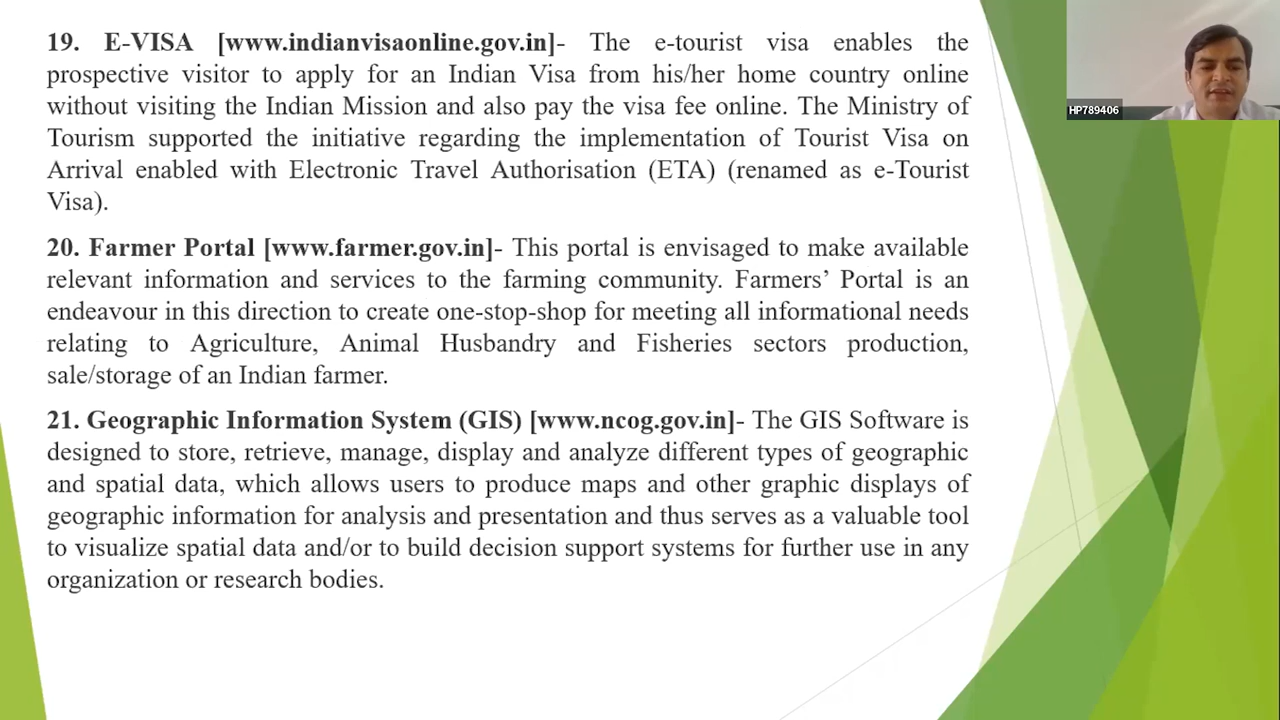 19. E-VISA [www.indianvisaonline.gov.in]- The e-tourist visa enables the
prospective visitor to apply for an Indian Visa from his/her home country online
without visiting the Indian Mission and also pay the visa fee online. The Ministry of
Tourism supported the initiative regarding the implementation of Tourist Visa on
Arrival enabled with Electronic Travel Authorisation (ETA) (renamed as e-Tourist
Visa).
20. Farmer Portal [www.farmer.gov.in]- This portal is envisaged to make available
relevant information and services to the farming community. Farmers’ Portal is an
endeavour in this direction to create one-stop-shop for meeting all informational needs
relating to Agriculture, Animal Husbandry and Fisheries sectors production,
sale/storage of an Indian farmer.
21. Geographic Information System (GIS) [www.ncog.gov.in]- The GIS Software is
designed to store, retrieve, manage, display and analyze different types of geographic
and spatial data, which allows users to produce maps and other graphic displays of
geographic information for analysis and presentation and thus serves as a valuable tool
to visualize spatial data and/or to build decision support systems for further use in any
organization or research bodies.
HP789406